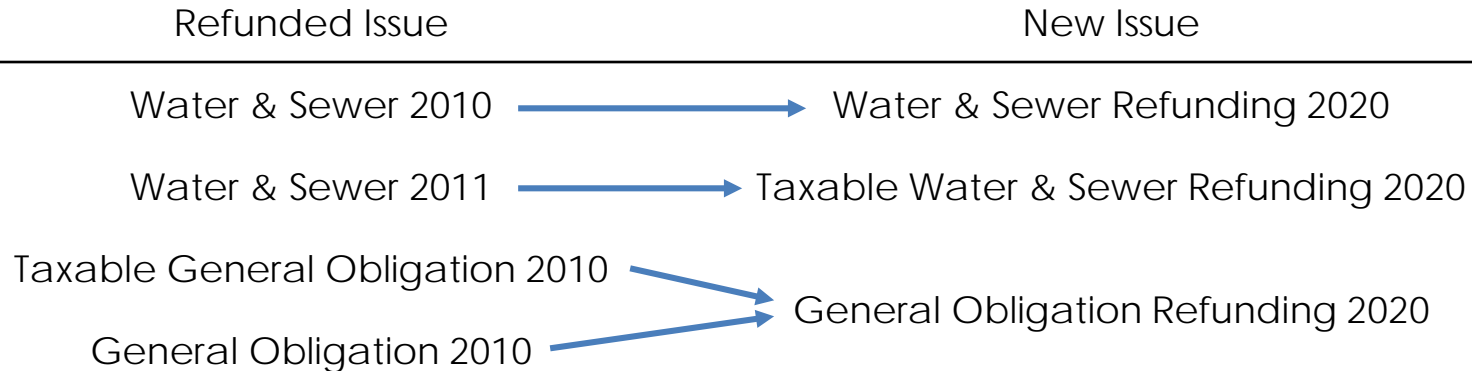 Refunded Issue New Issue
Water & Sewer 2010 Water & Sewer Refunding 2020
Water & Sewer 2011 Taxable Water & Sewer Refunding 2020
Taxable General Obligation 2010
General Obligation Refunding 2020
General Obligation 2010